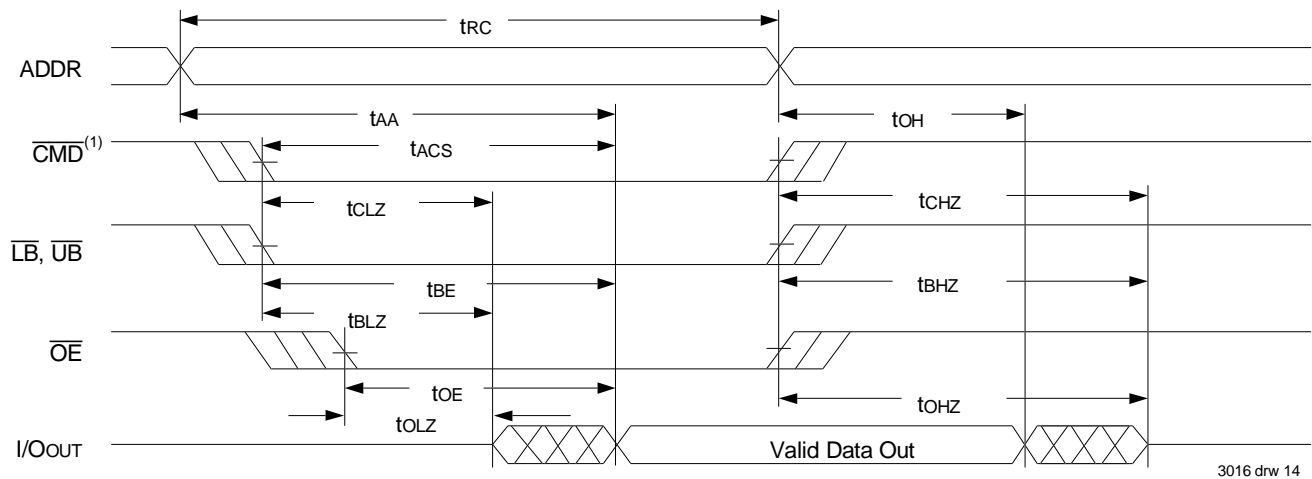 tRC
ADDR
tAA
tOH
CMD(1)
tACS
tCLZ
tCHZ
LB, UB
tBE
tBHZ
tBLZ
OE
tOE
tOHZ
tOLZ
I/OOUT
Valid Data Out
3016 drw 14